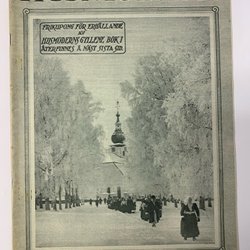 FRIKUPONG FÖR ERHÅLLANDE
AV
HUSMODERNS GYLLENE BOK I
ÅTERFINNES Å NÄST SISTA SID.